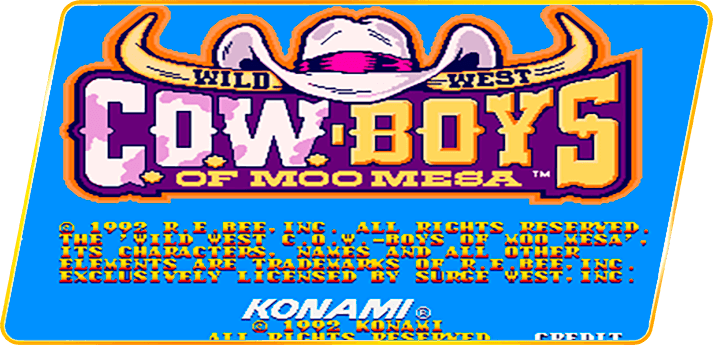 WILD WEST
C.O.W.-BOYS
OF MOO MESA™
© 1992 R.E.BEE, INC. ALL RIGHTS RESERVED.
THE 'WILD WEST C.O.W.-BOYS OF MOO MESA',
ITS CHARACTERS, NAMES AND ALL OTHER
ELEMENTS ARE TRADEMARKS OF R.E.BEE, INC.
EXCLUSIVELY LICENSED BY SURGE WEST, INC.
KONAMI®
© 1992 KONAMI
ALL RIGHTS RESERVED CREDIT